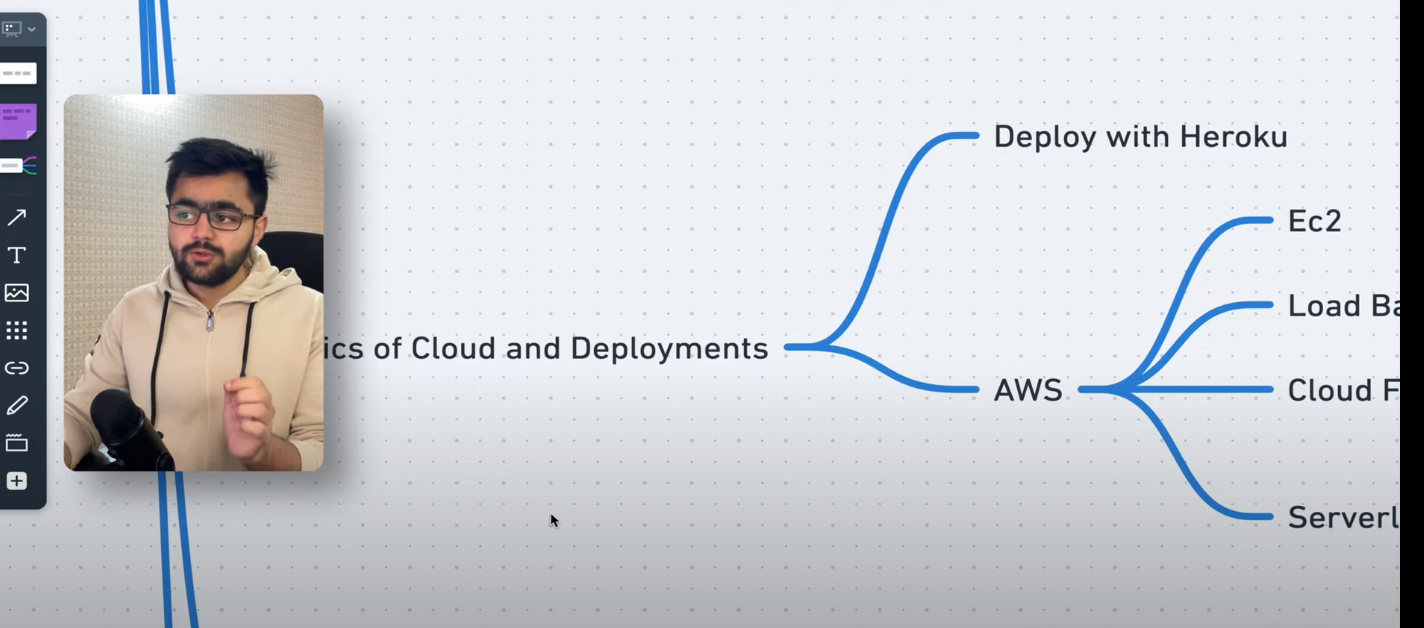 Deploy with Heroku
Ec2
Load Ba
ics of Cloud and Deployments
AWS
Cloud F
Serverl
T